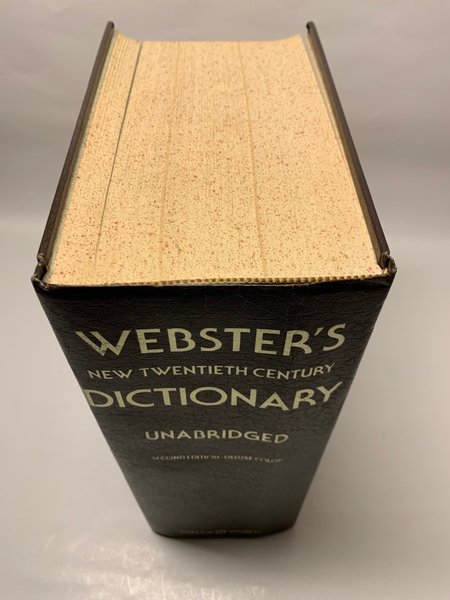 WEBSTER'S
NEW TWENTIETH CENTURY
DICTIONARY
UNABRIDGED
SECOND EDITION-DELUXE COLOR